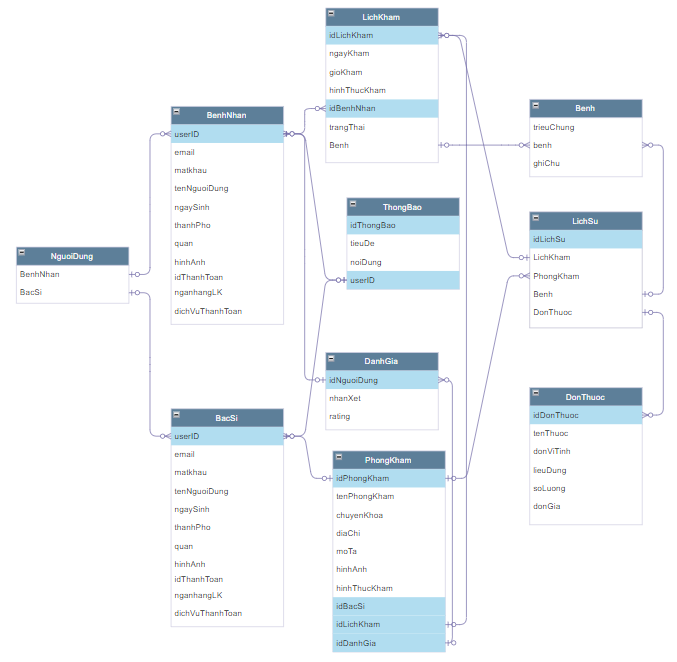 LichKham
idLichKham
ngayKham
gioKham
hinhThucKham
idBenhNhan
trangThai
Benh
BenhNhan
userID
email
matkhau
tenNguoiDung
ngaySinh
thanhPho
quan
hinhAnh
idThanhToan
nganhangLK
dichVuThanhToan
Benh
trieuChung
benh
ghiChu
ThongBao
idThongBao
tieuDe
noiDung
userID
LichSu
idLichSu
LichKham
PhongKham
Benh
DonThuoc
NguoiDung
BenhNhan
BacSi
DanhGia
idNguoiDung
nhanXet
rating
DonThuoc
idDonThuoc
tenThuoc
donViTinh
lieuDung
soLuong
donGia
BacSi
userID
email
matkhau
tenNguoiDung
ngaySinh
thanhPho
quan
hinhAnh
idThanhToan
nganhangLK
dichVuThanhToan
PhongKham
idPhongKham
tenPhongKham
chuyenKhoa
diaChi
moTa
hinhAnh
hinhThucKham
idBacSi
idLichKham
idDanhGia